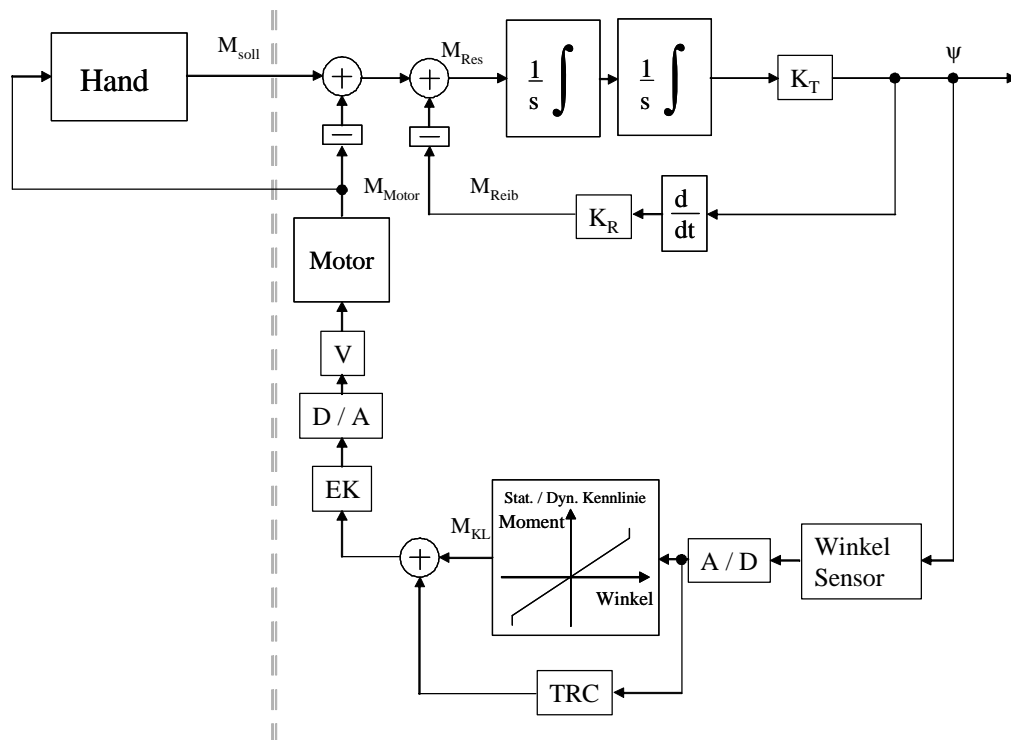 M_soll
M_Res
ψ
Hand
+
+
1
s
∫
1
s
∫
K_T
−
−
M_Motor
M_Reib
K_R
d
dt
Motor
V
D / A
EK
Stat. / Dyn. Kennlinie
Moment
M_KL
+
Winkel
A / D
Winkel
Sensor
TRC